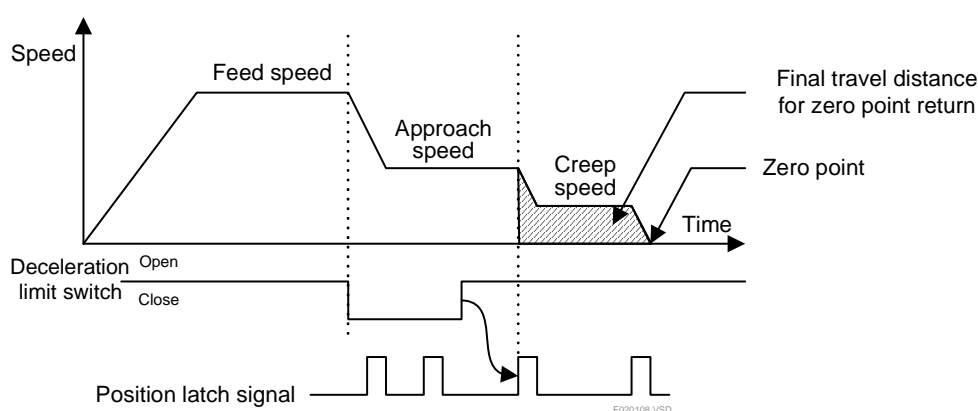 Speed
Feed speed
Approach
speed
Creep
speed
Final travel distance
for zero point return
Zero point
Time
Deceleration
limit switch
Open
Close
Position latch signal
F020108.VSD